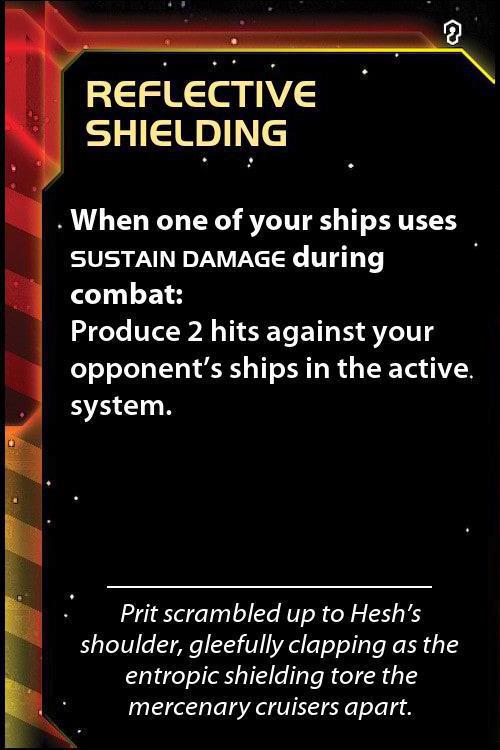 REFLECTIVE
SHIELDING
When one of your ships uses
SUSTAIN DAMAGE during
combat:
Produce 2 hits against your
opponent’s ships in the active
system.
Prit scrambled up to Hesh’s
shoulder, gleefully clapping as the
entropic shielding tore the
mercenary cruisers apart.